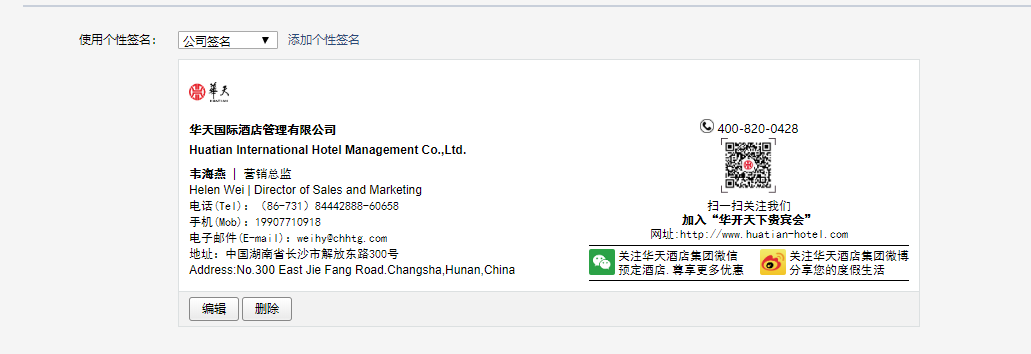 使用个性签名：
公司签名
添加个性签名
華天
HUATIAN
华天国际酒店管理有限公司
Huatian International Hotel Management Co.,Ltd.
韦海燕 | 营销总监
Helen Wei | Director of Sales and Marketing
电话(Tel)：（86-731）84442888-60658
手机(Mob)：19907710918
电子邮件(E-mail)：weihy@chhtg.com
地址：中国湖南省长沙市解放东路300号
Address:No.300 East Jie Fang Road.Changsha,Hunan,China
400-820-0428
扫一扫关注我们
加入“华开天下贵宾会”
网址:http://www.huatian-hotel.com
关注华天酒店集团微信
预定酒店.尊享更多优惠
关注华天酒店集团微博
分享您的度假生活
编辑
删除